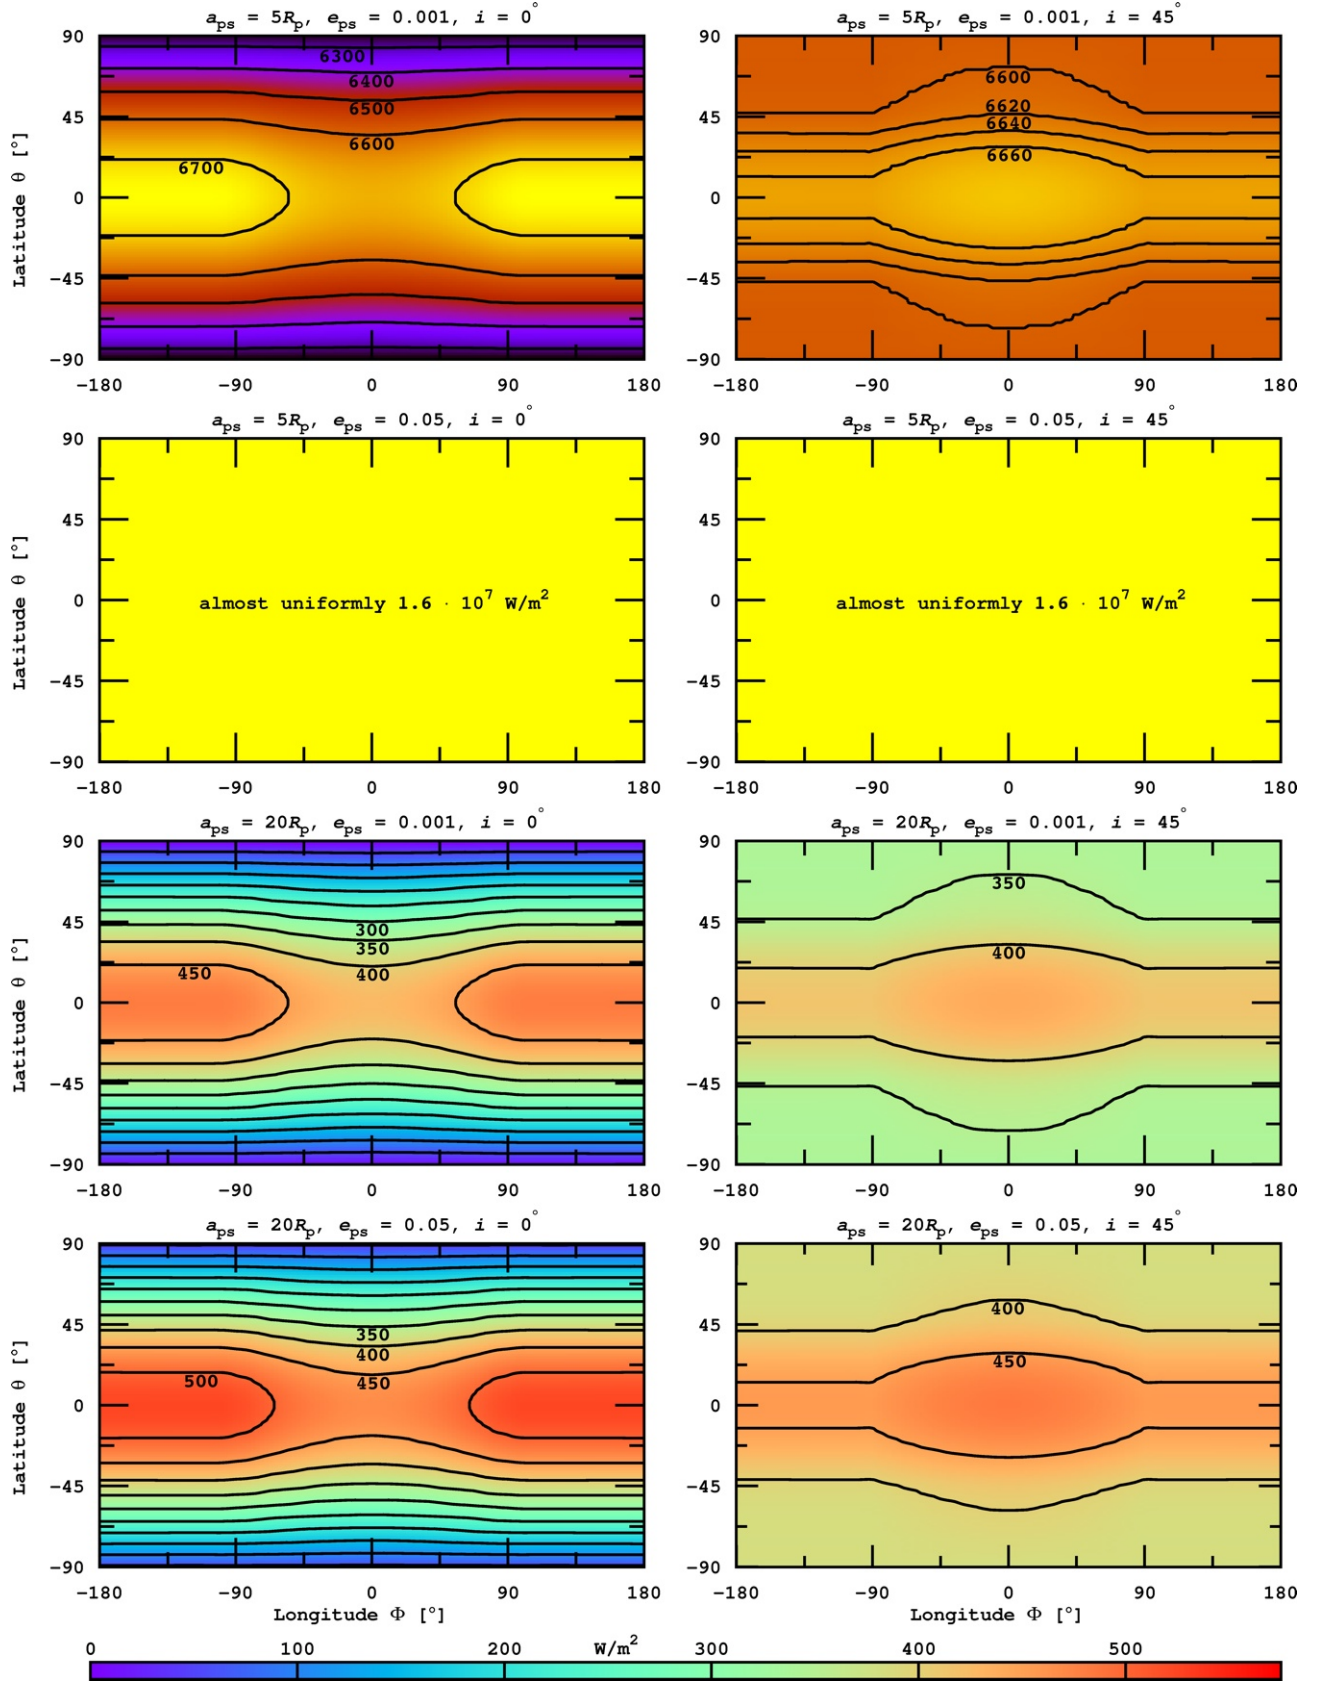 a_ps = 5R_p, e_ps = 0.001, i = 0°
a_ps = 5R_p, e_ps = 0.001, i = 45°
90
45
0
−45
−90
Latitude θ [°]
6300
6400
6500
6600
6700
6600
6620
6640
6660
−180 −90 0 90 180
−180 −90 0 90 180
a_ps = 5R_p, e_ps = 0.05, i = 0°
a_ps = 5R_p, e_ps = 0.05, i = 45°
90
45
0
−45
−90
90
45
0
−45
−90
Latitude θ [°]
almost uniformly 1.6 · 10^7 W/m^2
almost uniformly 1.6 · 10^7 W/m^2
−180 −90 0 90 180
−180 −90 0 90 180
a_ps = 20R_p, e_ps = 0.001, i = 0°
a_ps = 20R_p, e_ps = 0.001, i = 45°
90
45
0
−45
−90
90
45
0
−45
−90
Latitude θ [°]
300
350
400
450
350
400
−180 −90 0 90 180
−180 −90 0 90 180
a_ps = 20R_p, e_ps = 0.05, i = 0°
a_ps = 20R_p, e_ps = 0.05, i = 45°
90
45
0
−45
−90
90
45
0
−45
−90
Latitude θ [°]
350
400
450
500
400
450
−180 −90 0 90 180
−180 −90 0 90 180
Longitude Φ [°]
Longitude Φ [°]
0 100 200 W/m^2 300 400 500